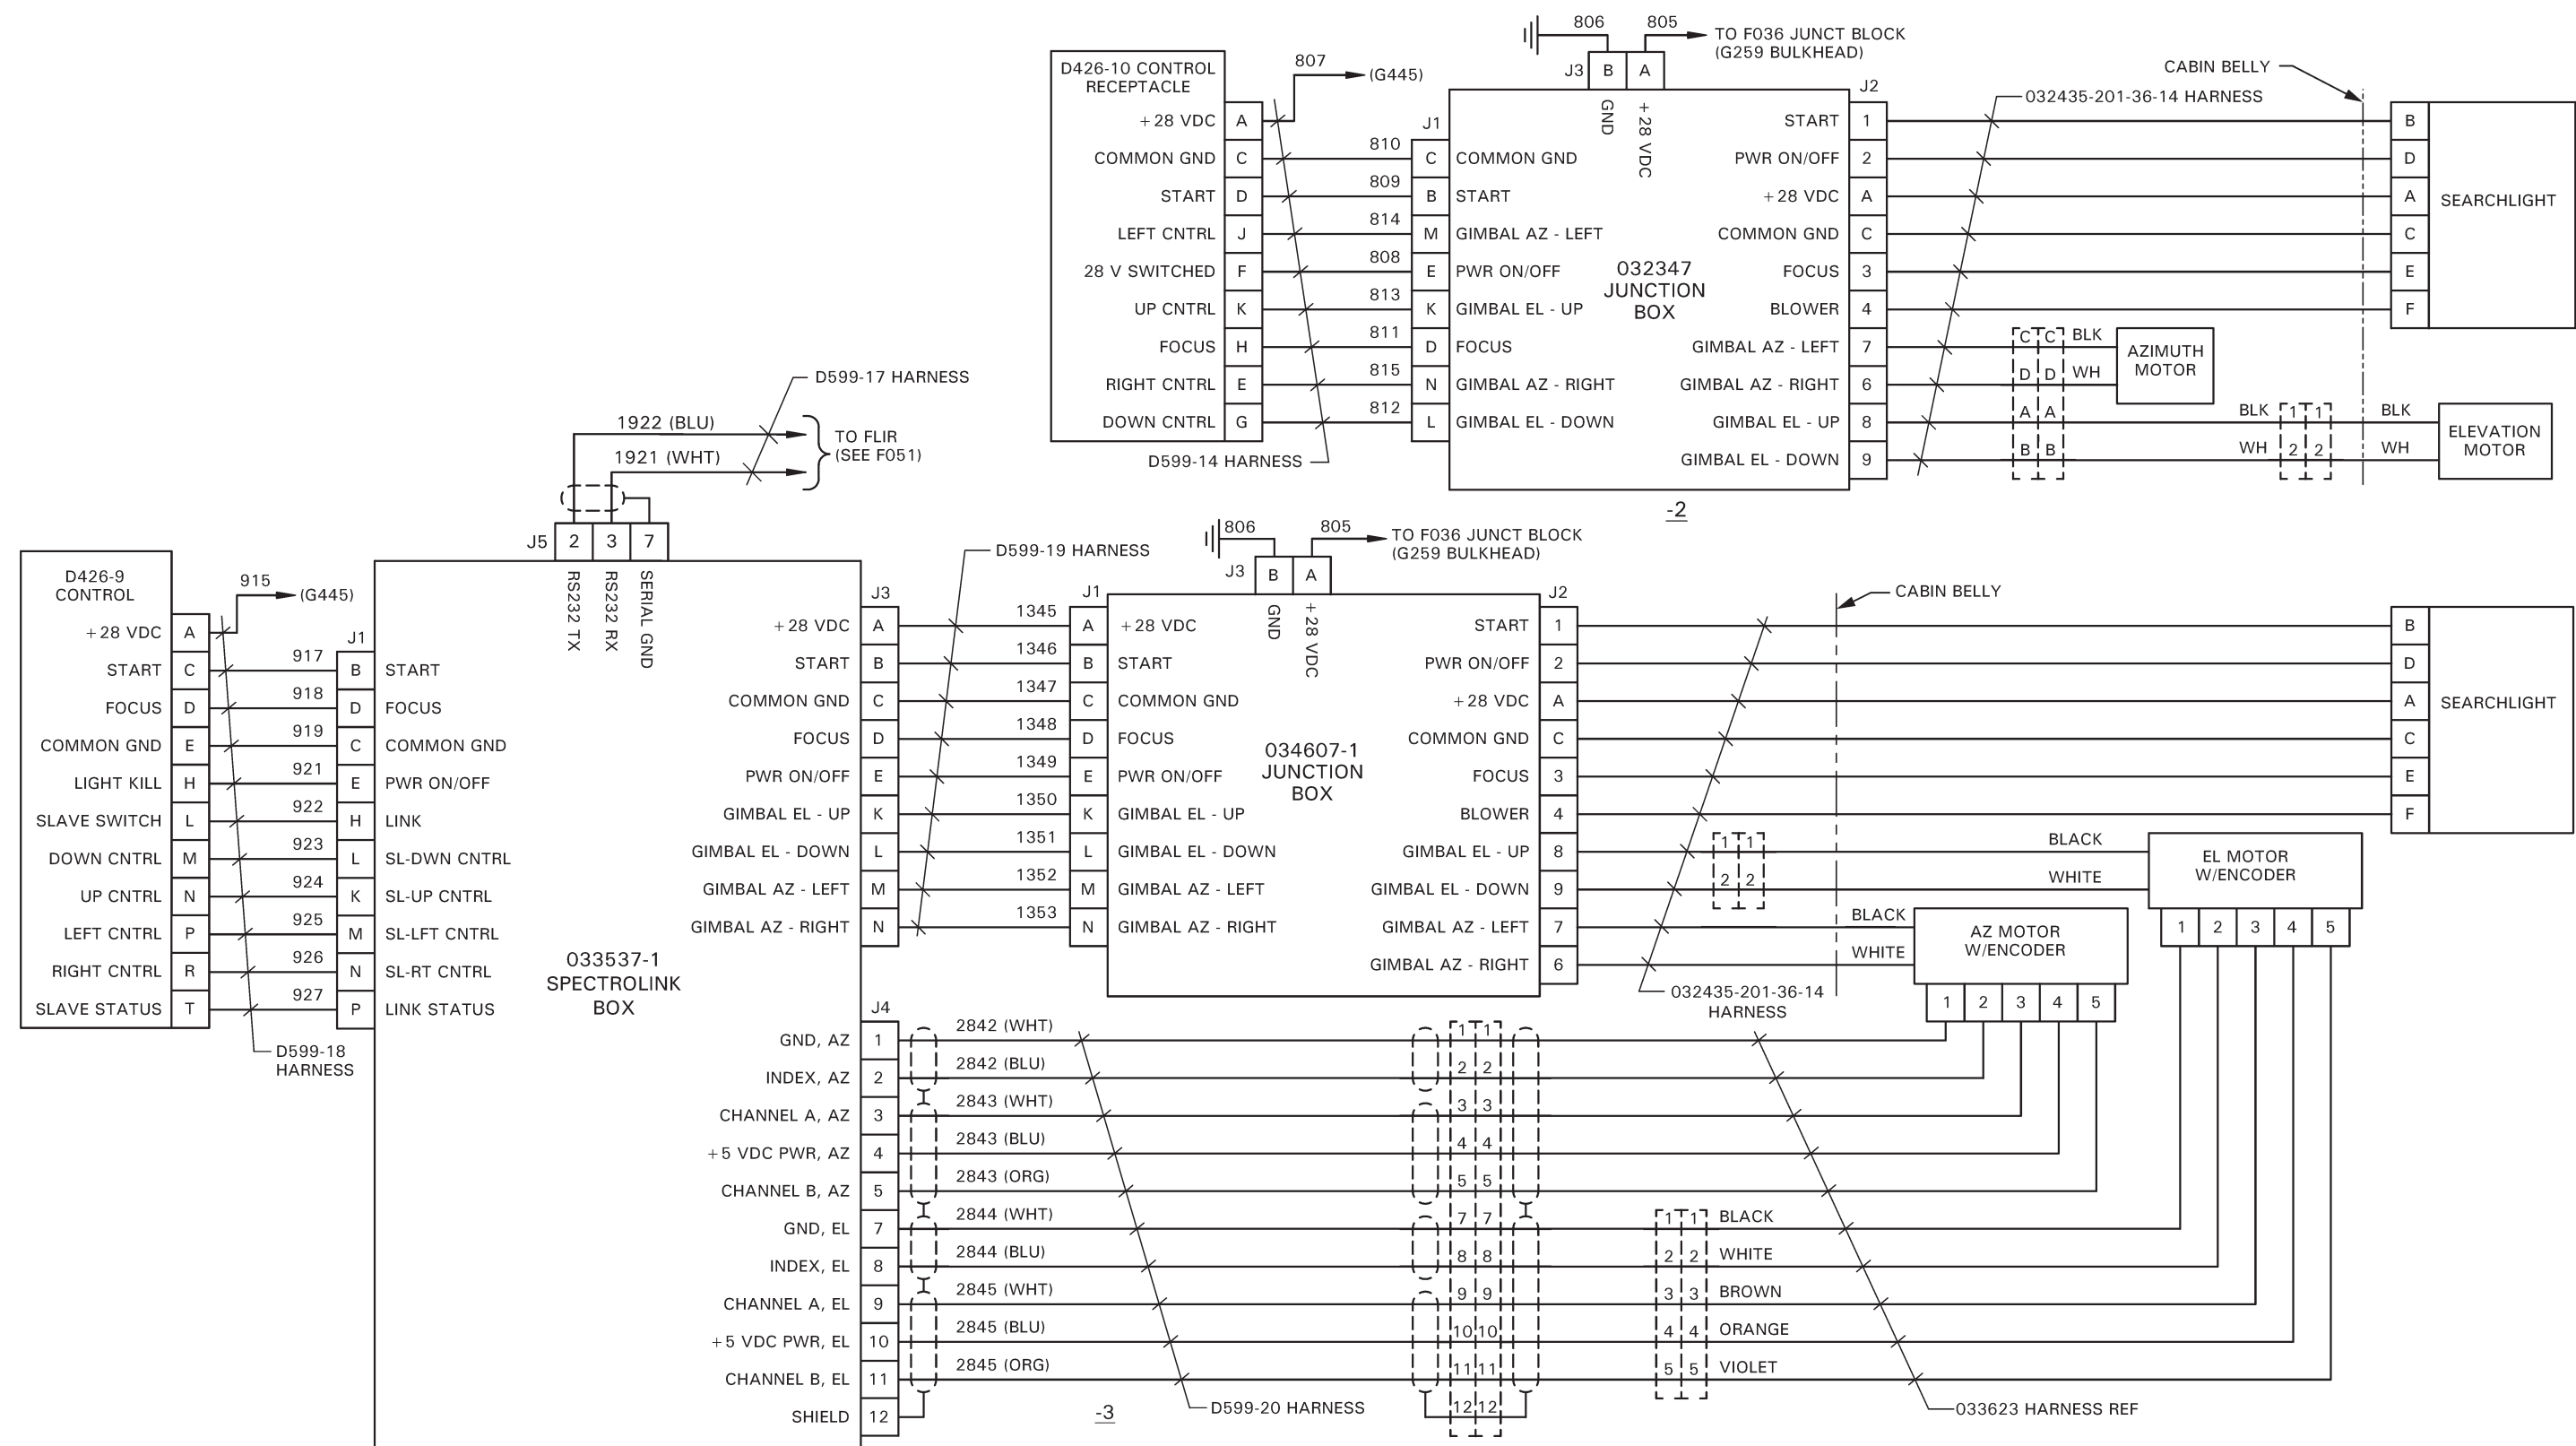 806
805
TO F036 JUNCT BLOCK
(G259 BULKHEAD)
J3
B
A
GND
+28 VDC
D426-10 CONTROL
RECEPTACLE
807
(G445)
+28 VDC
A
COMMON GND
C
810
C
COMMON GND
START
D
809
B
START
LEFT CNTRL
J
814
M
GIMBAL AZ - LEFT
28 V SWITCHED
F
808
E
PWR ON/OFF
UP CNTRL
K
813
K
GIMBAL EL - UP
FOCUS
H
811
D
FOCUS
RIGHT CNTRL
E
815
N
GIMBAL AZ - RIGHT
DOWN CNTRL
G
812
L
GIMBAL EL - DOWN
D599-14 HARNESS
J1
032347
JUNCTION
BOX
J2
START
1
PWR ON/OFF
2
+28 VDC
A
COMMON GND
C
FOCUS
3
BLOWER
4
GIMBAL AZ - LEFT
7
GIMBAL AZ - RIGHT
6
GIMBAL EL - UP
8
GIMBAL EL - DOWN
9
032435-201-36-14 HARNESS
CABIN BELLY
B
D
A
C
E
F
SEARCHLIGHT
C C BLK
D D WH
A A
B B
AZIMUTH
MOTOR
BLK 1 1 BLK
WH 2 2 WH
ELEVATION
MOTOR
-2
D599-17 HARNESS
1922 (BLU)
1921 (WHT)
TO FLIR
(SEE F051)
J5
2
3
7
RS232 TX
RS232 RX
SERIAL GND
D426-9
CONTROL
915
(G445)
+28 VDC
A
J1
START
C
917
B
START
FOCUS
D
918
D
FOCUS
COMMON GND
E
919
C
COMMON GND
LIGHT KILL
H
921
E
PWR ON/OFF
SLAVE SWITCH
L
922
H
LINK
DOWN CNTRL
M
923
L
SL-DWN CNTRL
UP CNTRL
N
924
K
SL-UP CNTRL
LEFT CNTRL
P
925
M
SL-LFT CNTRL
RIGHT CNTRL
R
926
N
SL-RT CNTRL
SLAVE STATUS
T
927
P
LINK STATUS
D599-18
HARNESS
033537-1
SPECTROLINK
BOX
D599-19 HARNESS
J3
+28 VDC
A
1345
A
+28 VDC
START
B
1346
B
START
COMMON GND
C
1347
C
COMMON GND
FOCUS
D
1348
D
FOCUS
PWR ON/OFF
E
1349
E
PWR ON/OFF
GIMBAL EL - UP
K
1350
K
GIMBAL EL - UP
GIMBAL EL - DOWN
L
1351
L
GIMBAL EL - DOWN
GIMBAL AZ - LEFT
M
1352
M
GIMBAL AZ - LEFT
GIMBAL AZ - RIGHT
N
1353
N
GIMBAL AZ - RIGHT
J1
806
805
TO F036 JUNCT BLOCK
(G259 BULKHEAD)
J3
B
A
GND
+28 VDC
034607-1
JUNCTION
BOX
J2
START
1
PWR ON/OFF
2
+28 VDC
A
COMMON GND
C
FOCUS
3
BLOWER
4
GIMBAL EL - UP
8
GIMBAL EL - DOWN
9
GIMBAL AZ - LEFT
7
GIMBAL AZ - RIGHT
6
CABIN BELLY
B
D
A
C
E
F
SEARCHLIGHT
1 1
2 2
BLACK
WHITE
EL MOTOR
W/ENCODER
1 2 3 4 5
BLACK
WHITE
AZ MOTOR
W/ENCODER
1 2 3 4 5
032435-201-36-14
HARNESS
J4
GND, AZ
1
2842 (WHT)
1 1
INDEX, AZ
2
2842 (BLU)
2 2
CHANNEL A, AZ
3
2843 (WHT)
3 3
+5 VDC PWR, AZ
4
2843 (BLU)
4 4
CHANNEL B, AZ
5
2843 (ORG)
5 5
GND, EL
7
2844 (WHT)
7 7
1 1
BLACK
INDEX, EL
8
2844 (BLU)
8 8
2 2
WHITE
CHANNEL A, EL
9
2845 (WHT)
9 9
3 3
BROWN
+5 VDC PWR, EL
10
2845 (BLU)
10 10
4 4
ORANGE
CHANNEL B, EL
11
2845 (ORG)
11 11
5 5
VIOLET
SHIELD
12
12 12
-3
D599-20 HARNESS
033623 HARNESS REF